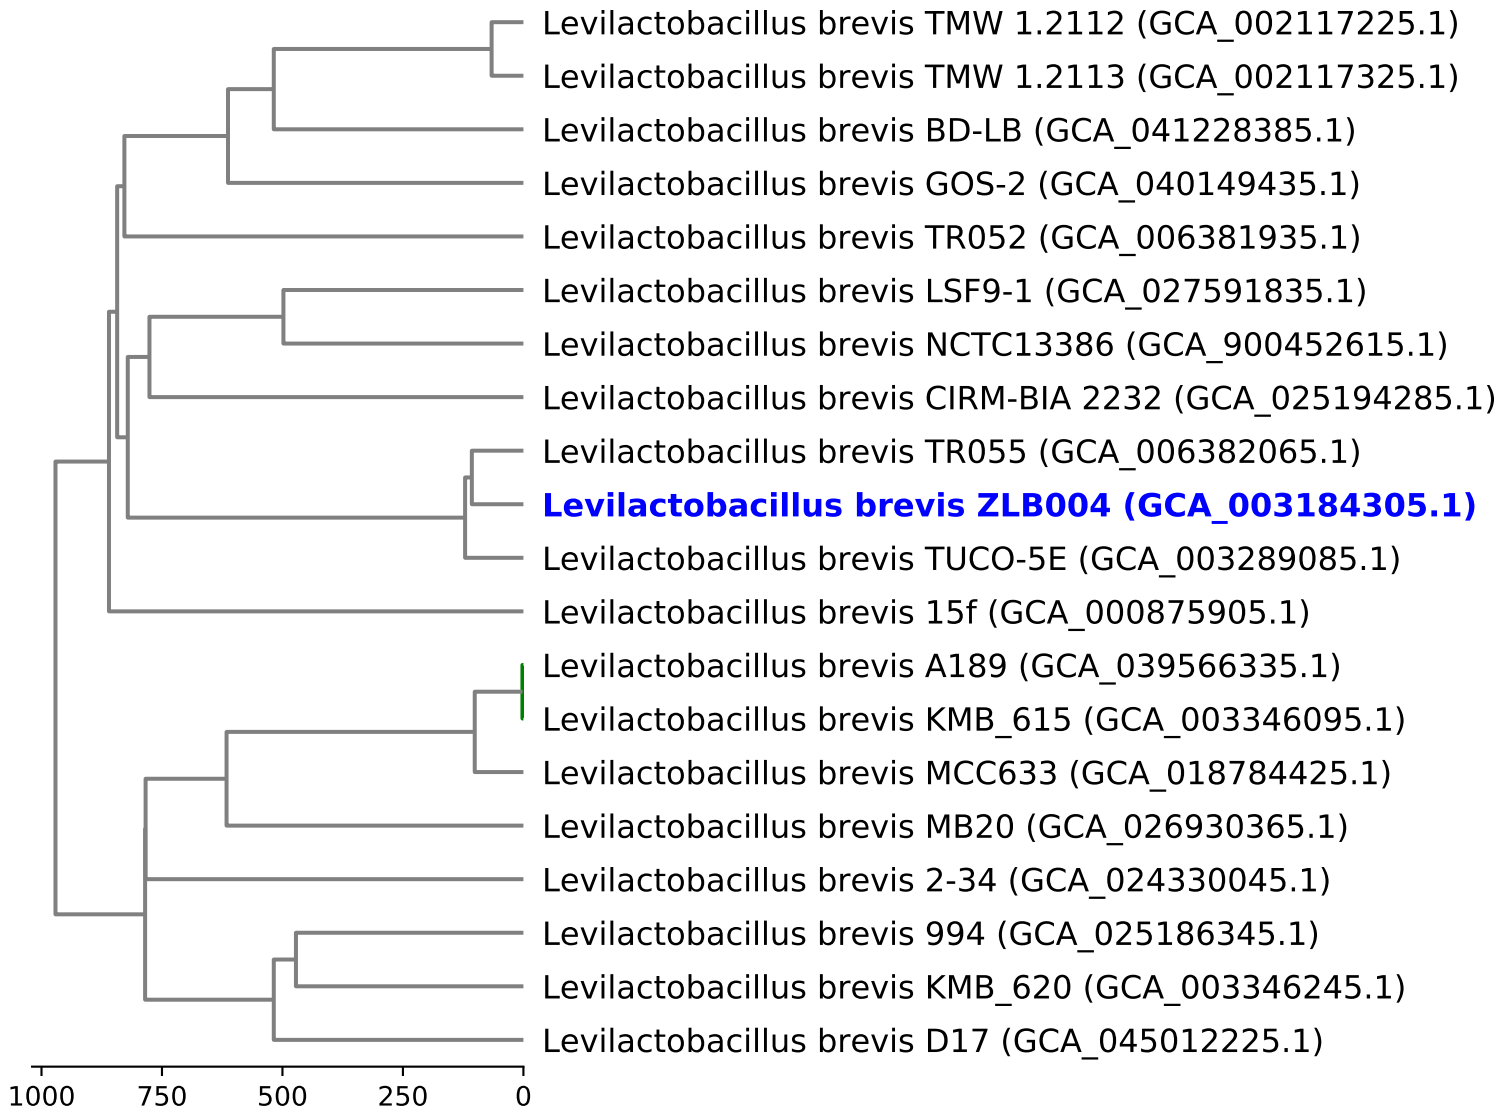 Levilactobacillus brevis TMW 1.2112 (GCA_002117225.1)
Levilactobacillus brevis TMW 1.2113 (GCA_002117325.1)
Levilactobacillus brevis BD-LB (GCA_041228385.1)
Levilactobacillus brevis GOS-2 (GCA_040149435.1)
Levilactobacillus brevis TR052 (GCA_006381935.1)
Levilactobacillus brevis LSF9-1 (GCA_027591835.1)
Levilactobacillus brevis NCTC13386 (GCA_900452615.1)
Levilactobacillus brevis CIRM-BIA 2232 (GCA_025194285.1)
Levilactobacillus brevis TR055 (GCA_006382065.1)
Levilactobacillus brevis ZLB004 (GCA_003184305.1)
Levilactobacillus brevis TUCO-5E (GCA_003289085.1)
Levilactobacillus brevis 15f (GCA_000875905.1)
Levilactobacillus brevis A189 (GCA_039566335.1)
Levilactobacillus brevis KMB_615 (GCA_003346095.1)
Levilactobacillus brevis MCC633 (GCA_018784425.1)
Levilactobacillus brevis MB20 (GCA_026930365.1)
Levilactobacillus brevis 2-34 (GCA_024330045.1)
Levilactobacillus brevis 994 (GCA_025186345.1)
Levilactobacillus brevis KMB_620 (GCA_003346245.1)
Levilactobacillus brevis D17 (GCA_045012225.1)
1000 750 500 250 0